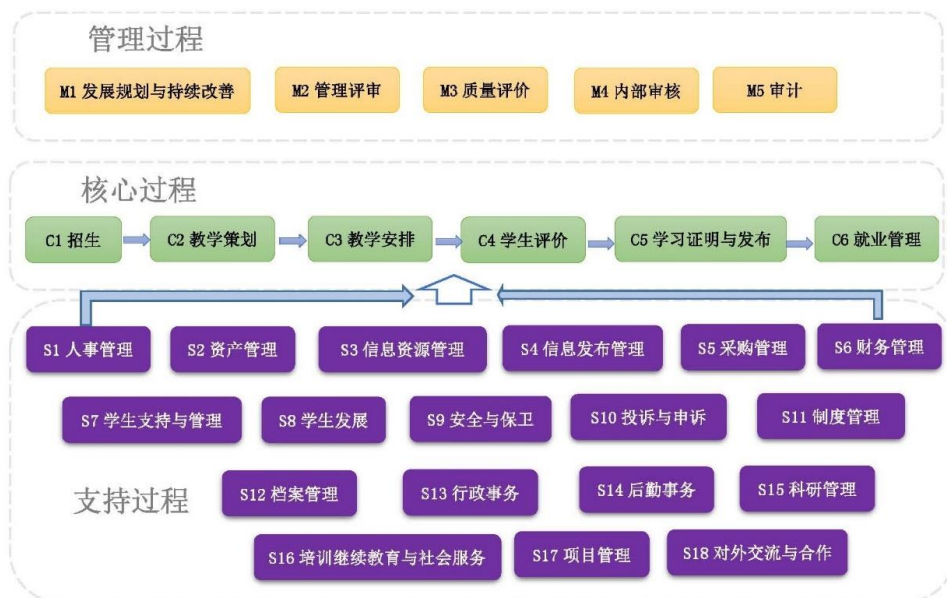 管理过程
M1 发展规划与持续改善 M2 管理评审 M3 质量评价 M4 内部审核 M5 审计
核心过程
C1 招生 C2 教学策划 C3 教学安排 C4 学生评价 C5 学习证明与发布 C6 就业管理
S1 人事管理 S2 资产管理 S3 信息资源管理 S4 信息发布管理 S5 采购管理 S6 财务管理
S7 学生支持与管理 S8 学生发展 S9 安全与保卫 S10 投诉与申诉 S11 制度管理
支持过程
S12 档案管理 S13 行政事务 S14 后勤事务 S15 科研管理
S16 培训继续教育与社会服务 S17 项目管理 S18 对外交流与合作